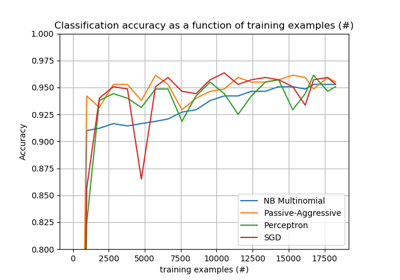 Classification accuracy as a function of training examples (#)
1.000
0.975
0.950
0.925
0.900
0.875
0.850
0.825
0.800
Accuracy
NB Multinomial
Passive-Aggressive
Perceptron
SGD
0 2500 5000 7500 10000 12500 15000 17500
training examples (#)